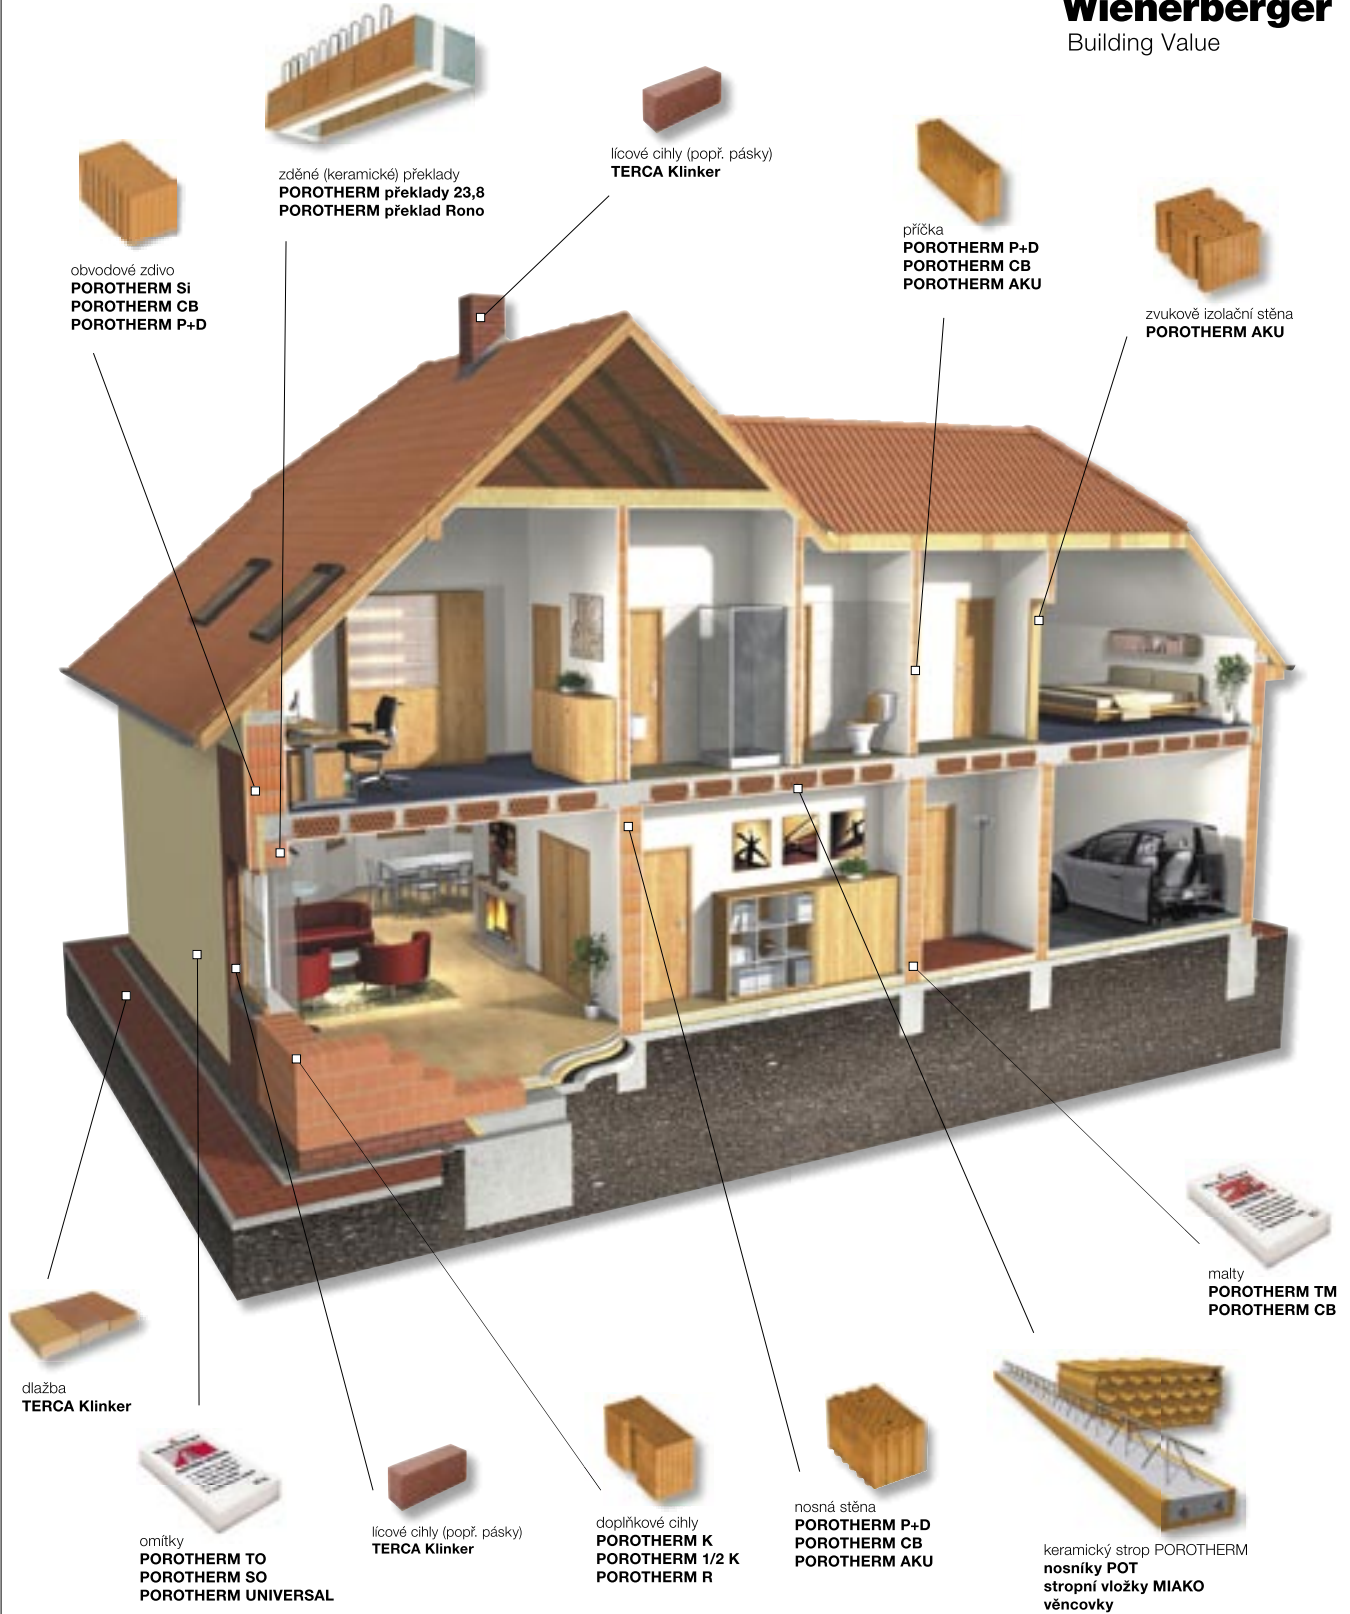 Wienerberger
Building Value
zděné (keramické) překlady
POROTHERM překlady 23,8
POROTHERM překlad Rono
lícové cihly (popř. pásky)
TERCA Klinker
obvodové zdivo
POROTHERM Si
POROTHERM CB
POROTHERM P+D
příčka
POROTHERM P+D
POROTHERM CB
POROTHERM AKU
zvukově izolační stěna
POROTHERM AKU
malty
POROTHERM TM
POROTHERM CB
dlažba
TERCA Klinker
omítky
POROTHERM TO
POROTHERM SO
POROTHERM UNIVERSAL
lícové cihly (popř. pásky)
TERCA Klinker
doplňkové cihly
POROTHERM K
POROTHERM 1/2 K
POROTHERM R
nosná stěna
POROTHERM P+D
POROTHERM CB
POROTHERM AKU
keramický strop POROTHERM
nosníky POT
stropní vložky MIAKO
věncovky